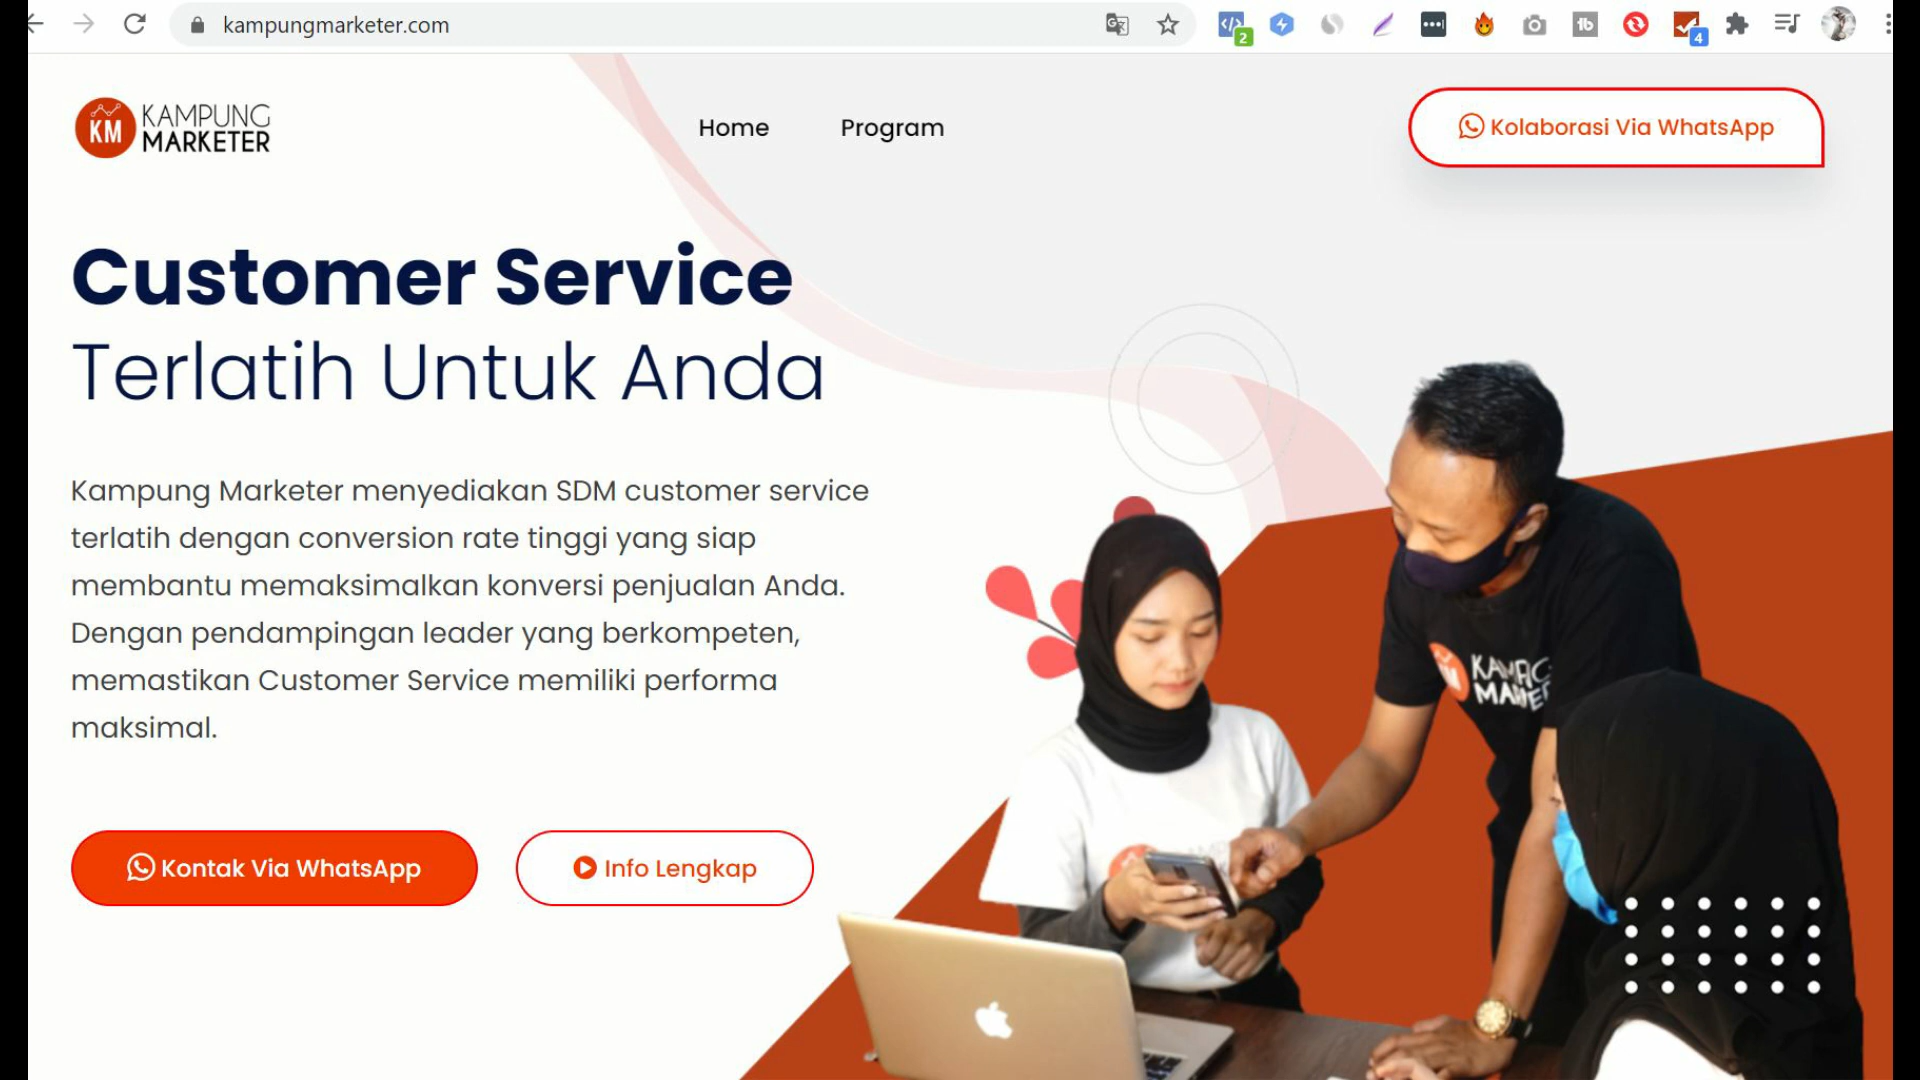 kampungmarketer.com
2
4
KM
KAMPUNG
MARKETER
Home
Program
Kolaborasi Via WhatsApp
Customer Service
Terlatih Untuk Anda
Kampung Marketer menyediakan SDM customer service
terlatih dengan conversion rate tinggi yang siap
membantu memaksimalkan konversi penjualan Anda.
Dengan pendampingan leader yang berkompeten,
memastikan Customer Service memiliki performa
maksimal.
Kontak Via WhatsApp
Info Lengkap